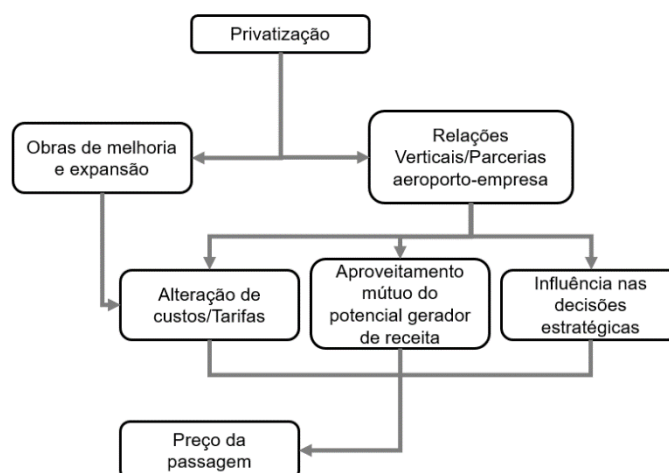 Privatização
Obras de melhoria
e expansão
Relações
Verticais/Parcerias
aeroporto-empresa
Alteração de
custos/Tarifas
Aproveitamento
mútuo do
potencial gerador
de receita
Influência nas
decisões
estratégicas
Preço da
passagem